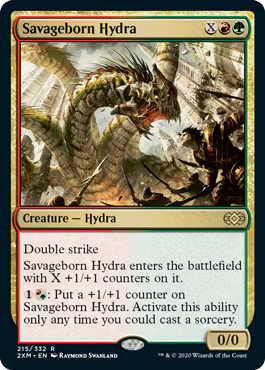 Savageborn Hydra X
Creature — Hydra
Double strike
Savageborn Hydra enters the battlefield
with X +1/+1 counters on it.
1 : Put a +1/+1 counter on
Savageborn Hydra. Activate this ability
only any time you could cast a sorcery.
0/0
215/332 R
2XM • EN RAYMOND SWANLAND
™ & © 2020 Wizards of the Coast